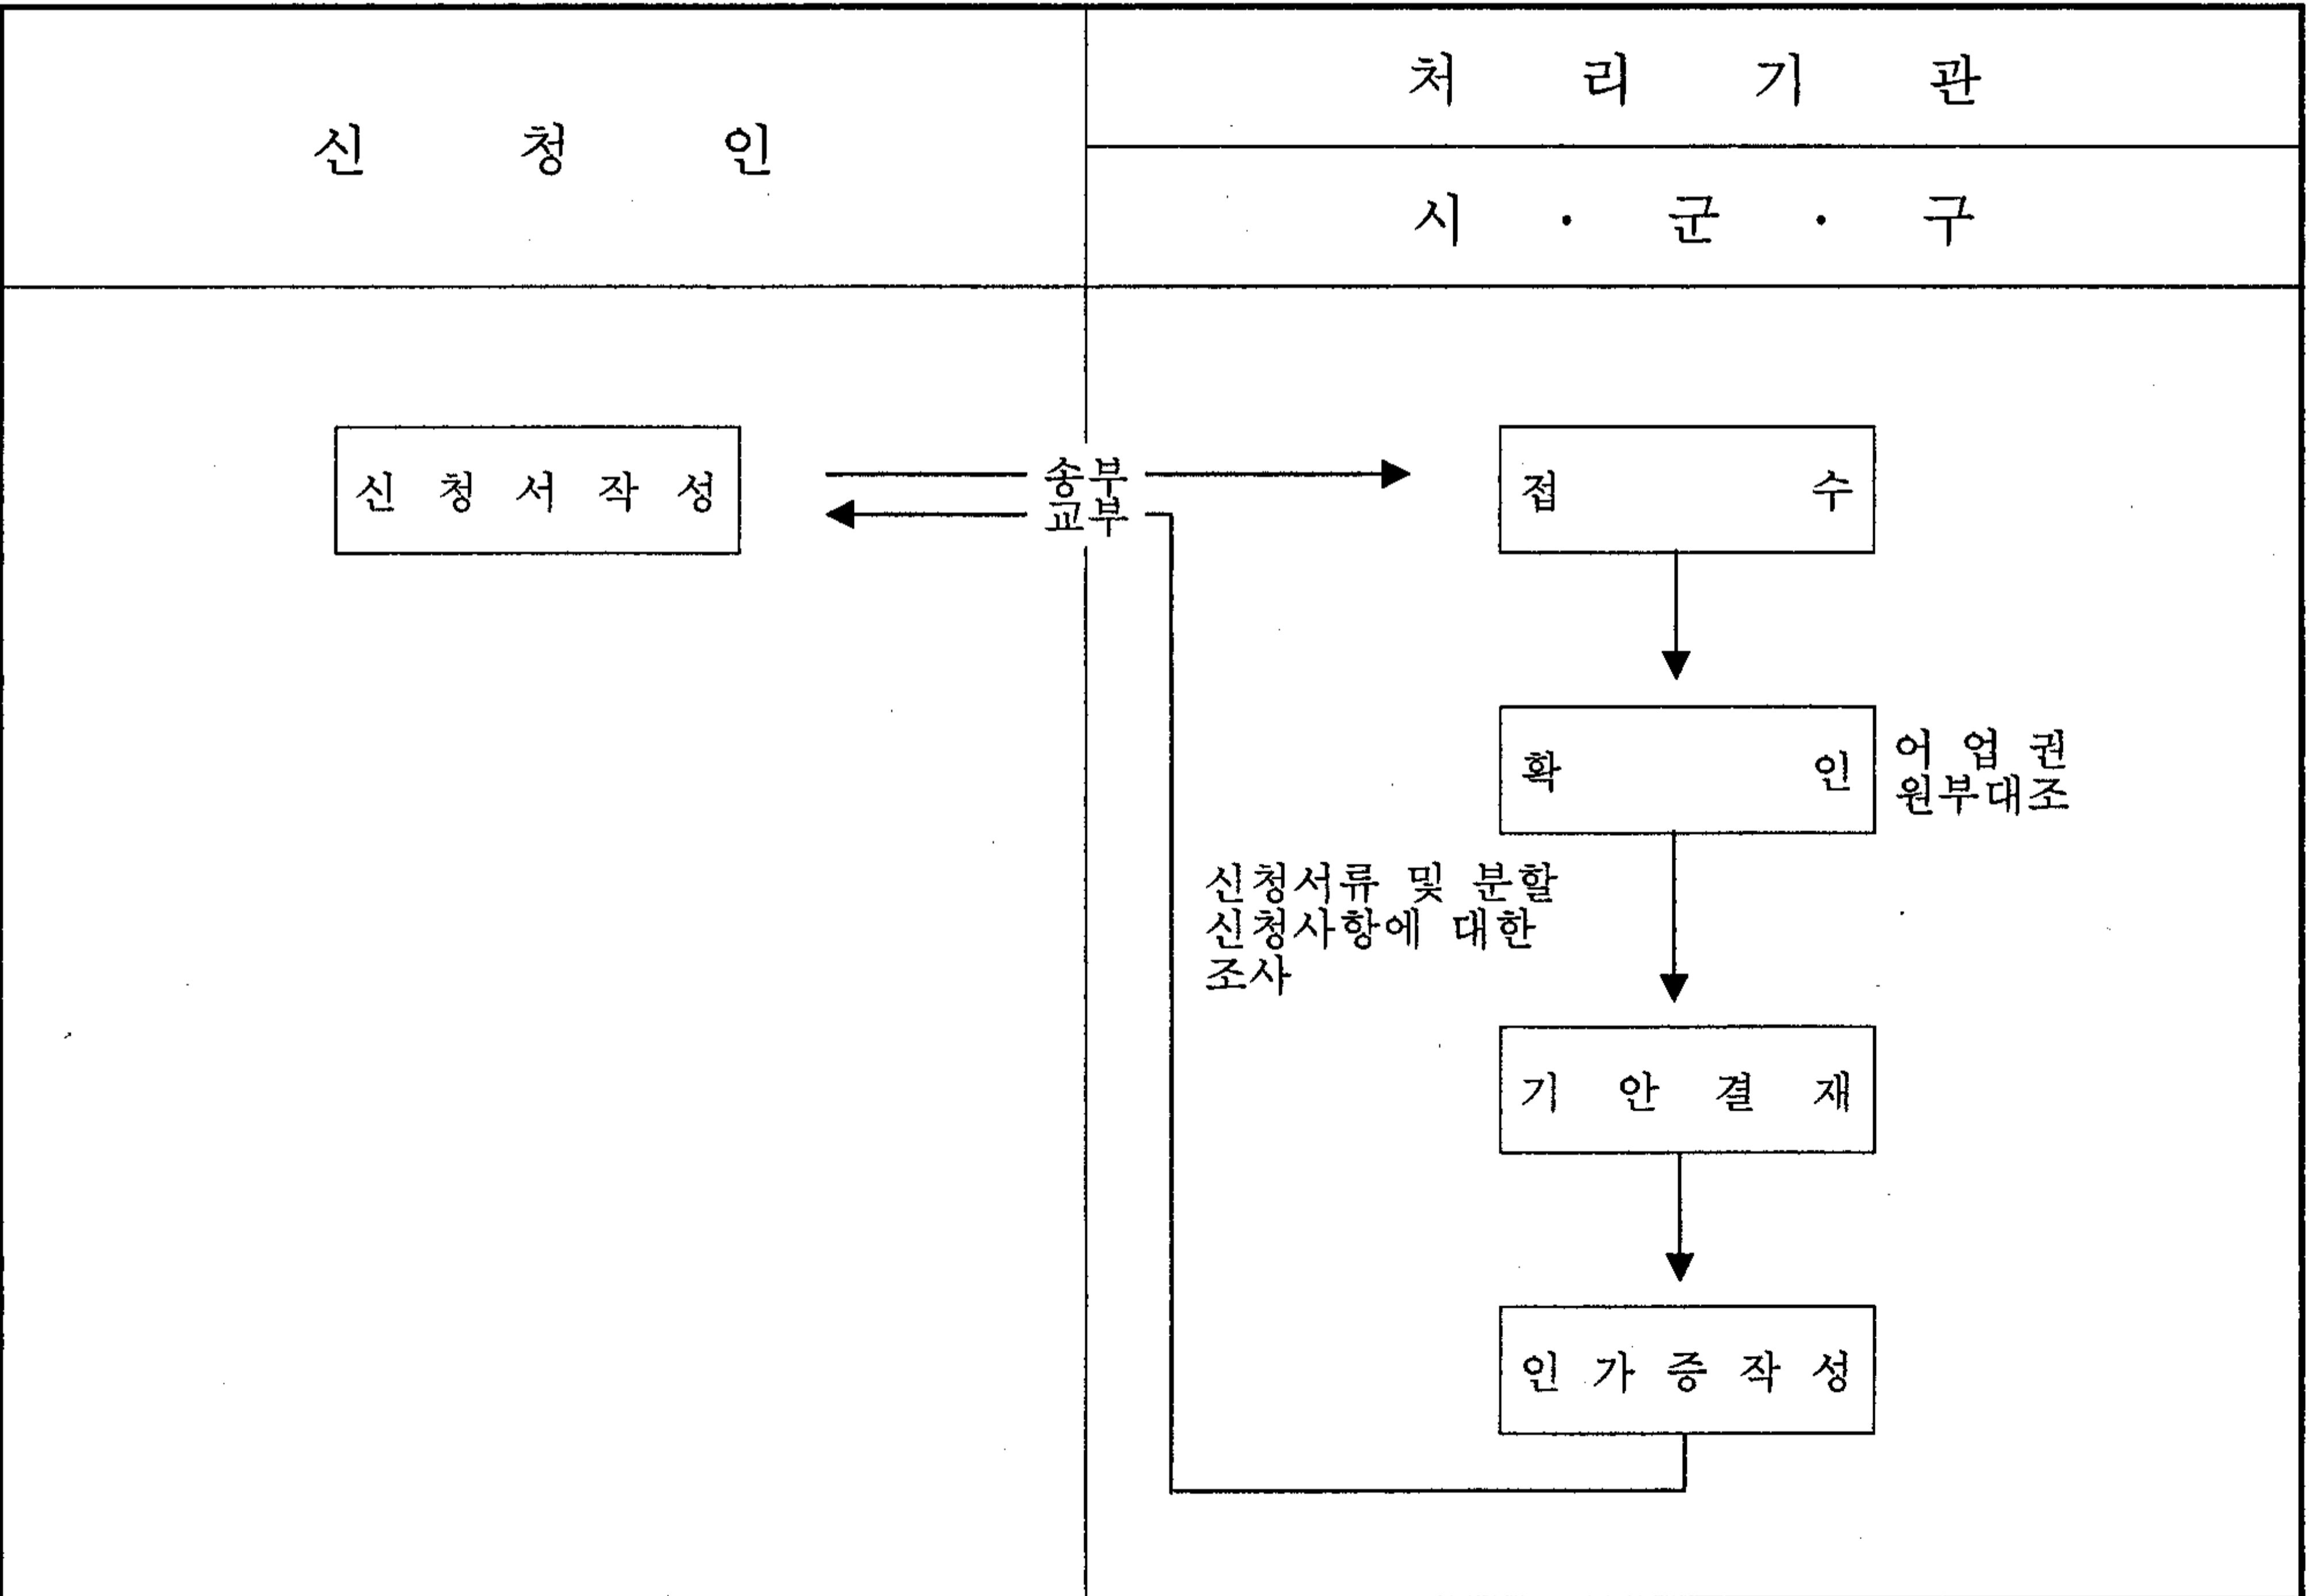 신 청 인
처 리 기 관
시 · 군 · 구
신 청 서 작 성
송부
교부
접 수
확 인
어 업 권
원부대조
신청서류 및 분할
신청사항에 대한
조사
기 안 결 재
인 가 증 작 성